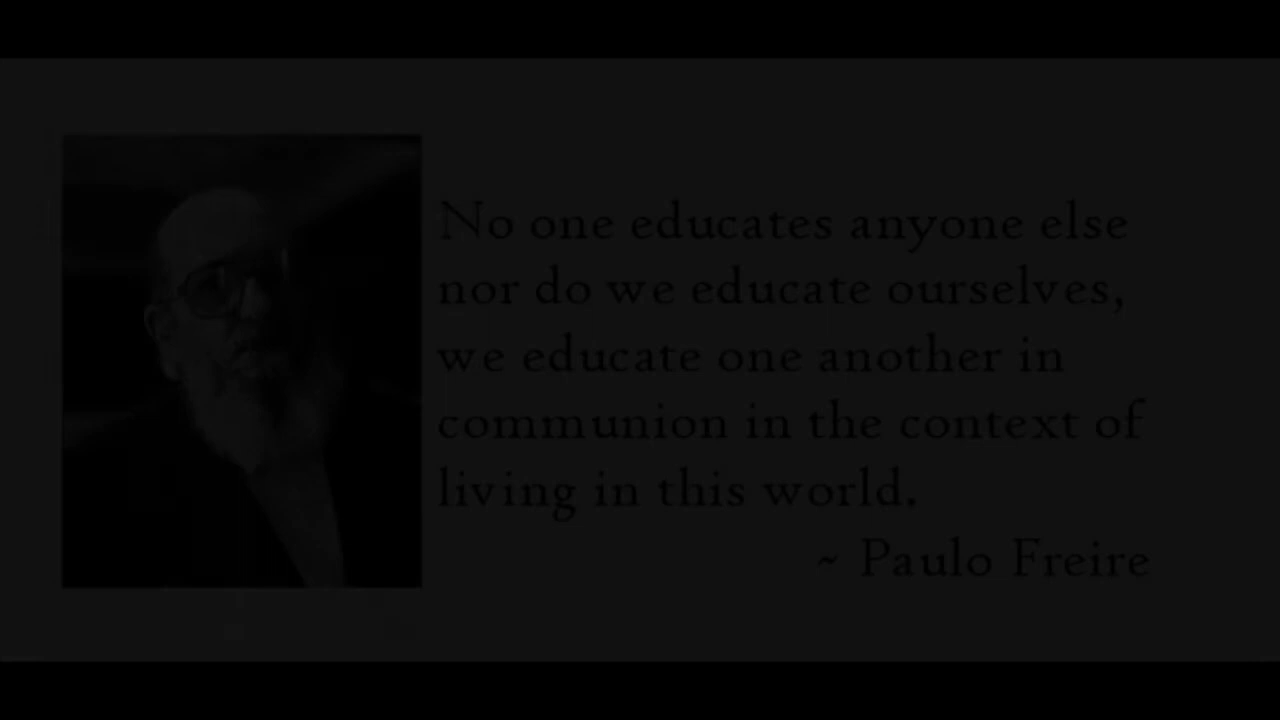 No one educates anyone else
nor do we educate ourselves,
we educate one another in
communion in the context of
living in this world.
~ Paulo Freire